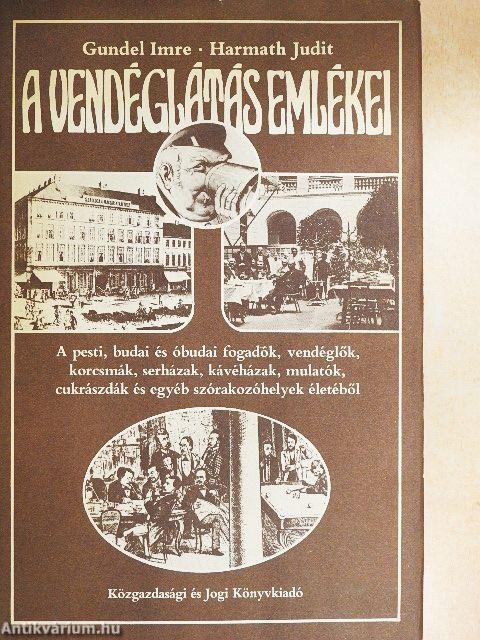 Gundel Imre · Harmath Judit
A VENDÉGLÁTÁS EMLÉKEI
A pesti, budai és óbudai fogadók, vendéglők,
korcsmák, serházak, kávéházak, mulatók,
cukrászdák és egyéb szórakozóhelyek életéből
Közgazdasági és Jogi Könyvkiadó
Antikvarium.hu